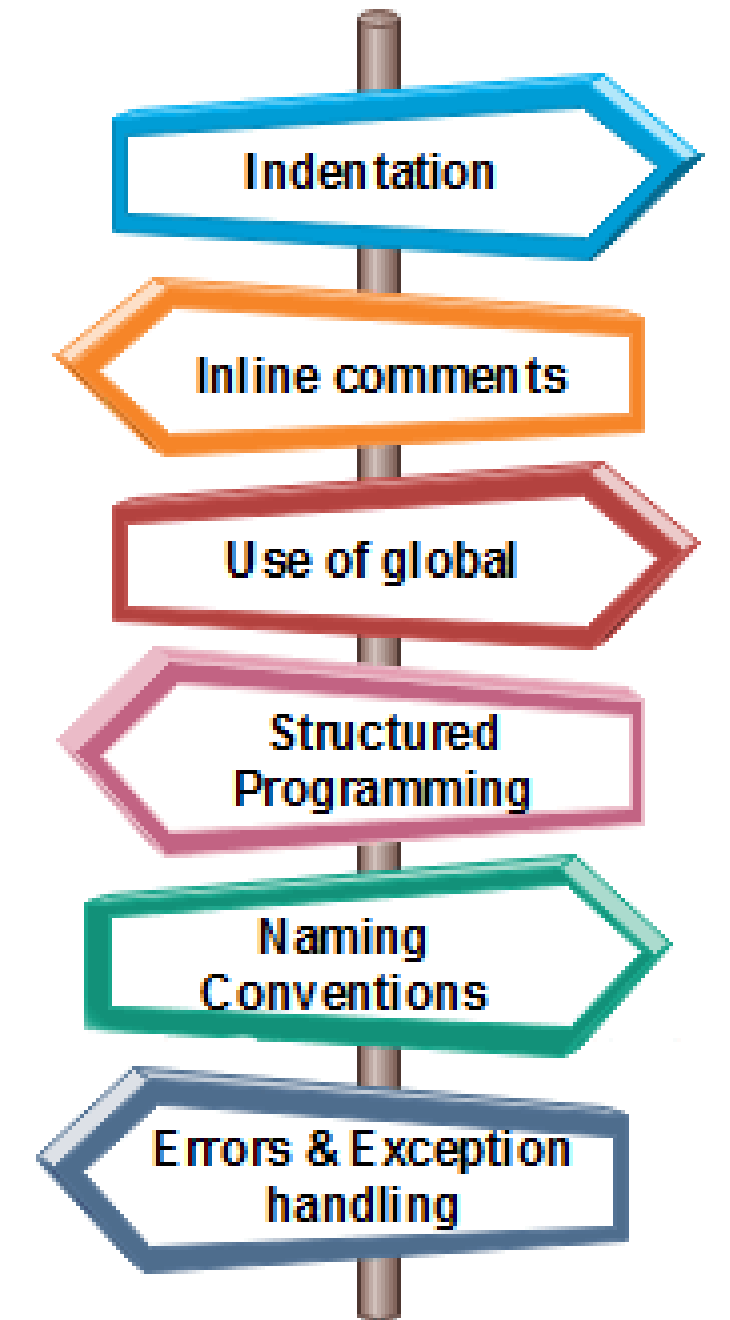 Indentation
Inline comments
Use of global
Structured
Programming
Naming
Conventions
Errors & Exception
handling